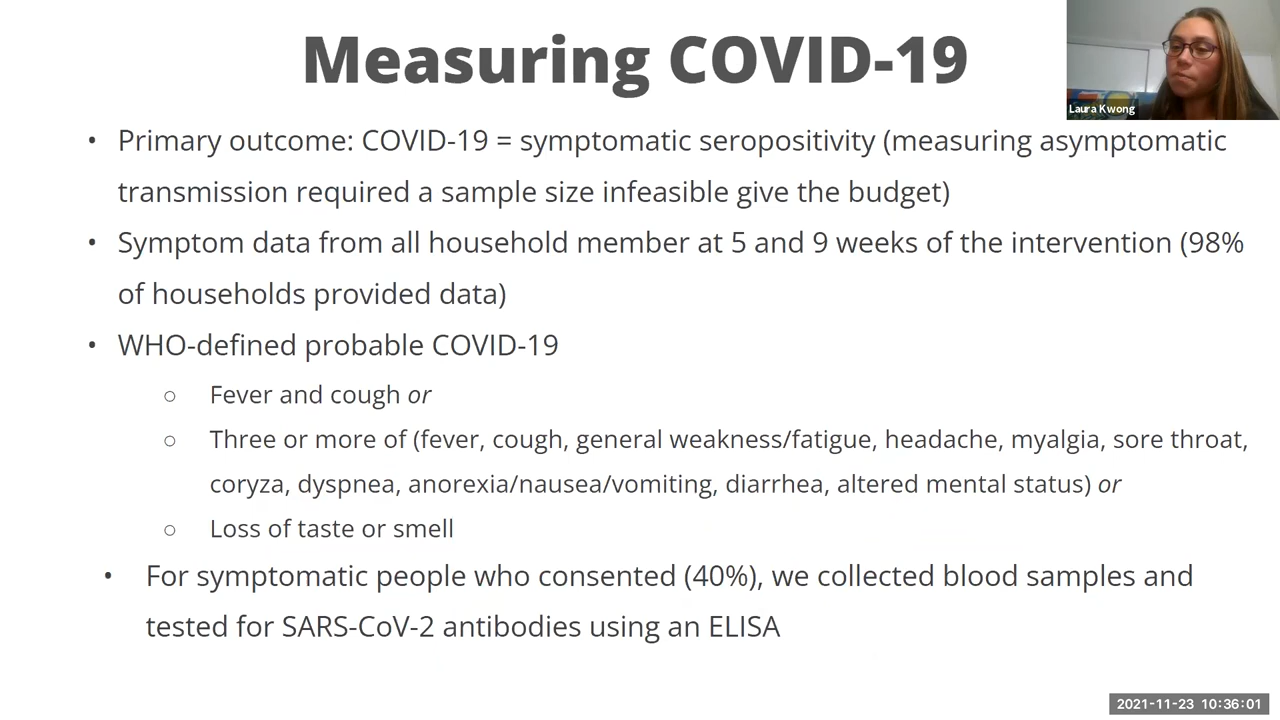 Measuring COVID-19
Laura Kwong
• Primary outcome: COVID-19 = symptomatic seropositivity (measuring asymptomatic
transmission required a sample size infeasible give the budget)
• Symptom data from all household member at 5 and 9 weeks of the intervention (98%
of households provided data)
• WHO-defined probable COVID-19
○ Fever and cough or
○ Three or more of (fever, cough, general weakness/fatigue, headache, myalgia, sore throat,
coryza, dyspnea, anorexia/nausea/vomiting, diarrhea, altered mental status) or
○ Loss of taste or smell
• For symptomatic people who consented (40%), we collected blood samples and
tested for SARS-CoV-2 antibodies using an ELISA
2021-11-23 10:36:01